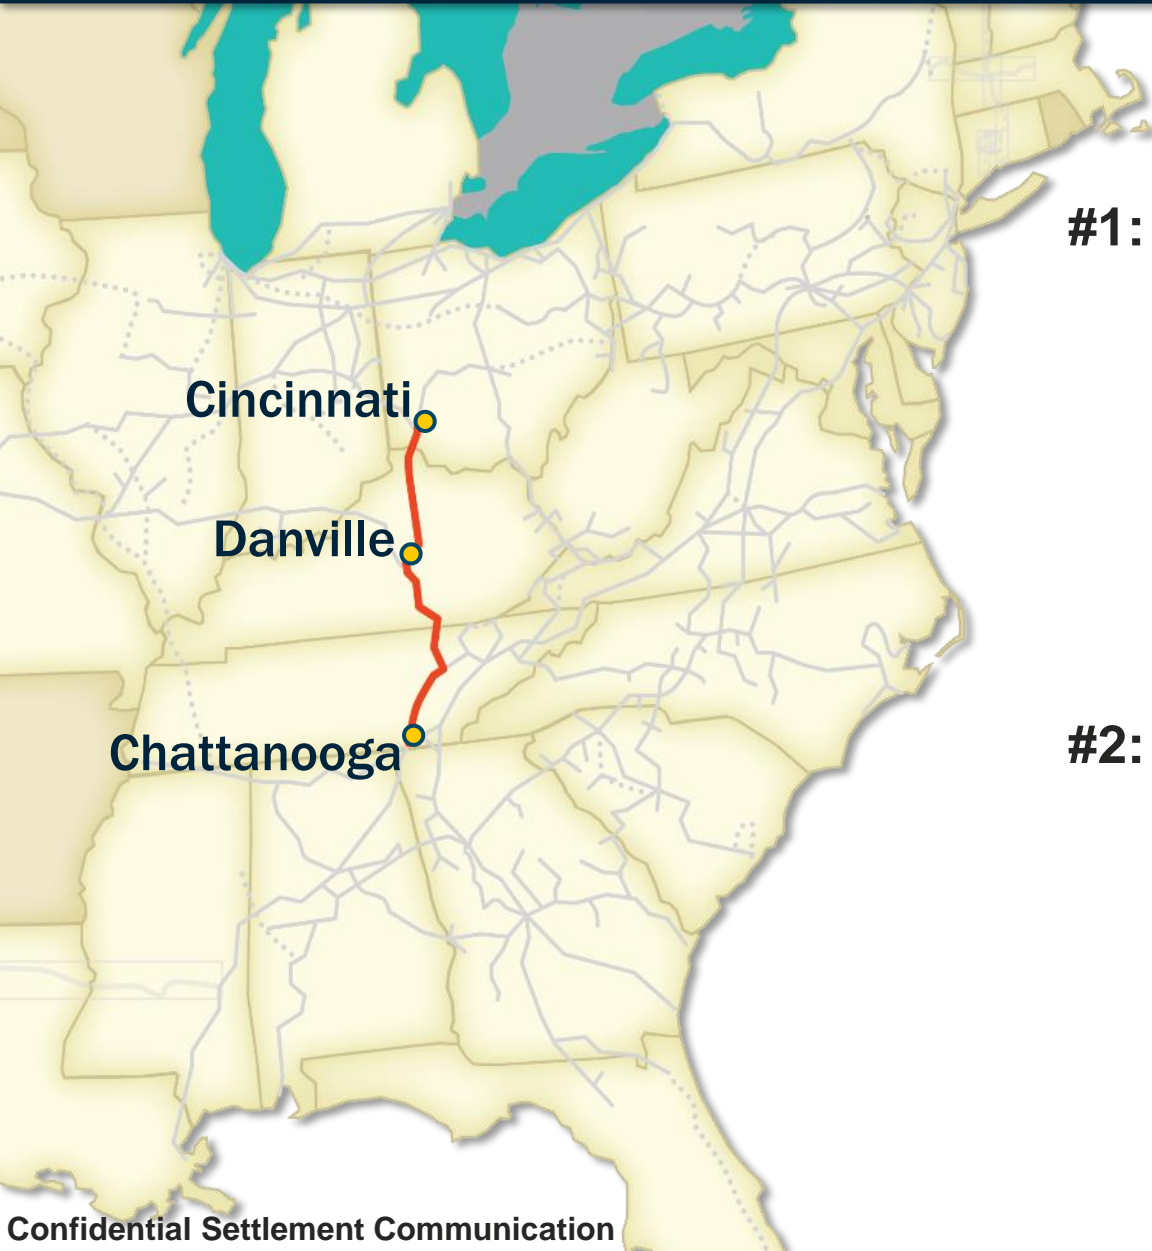 #1:
Cincinnati
Danville
#2:
Chattanooga
Confidential Settlement Communication